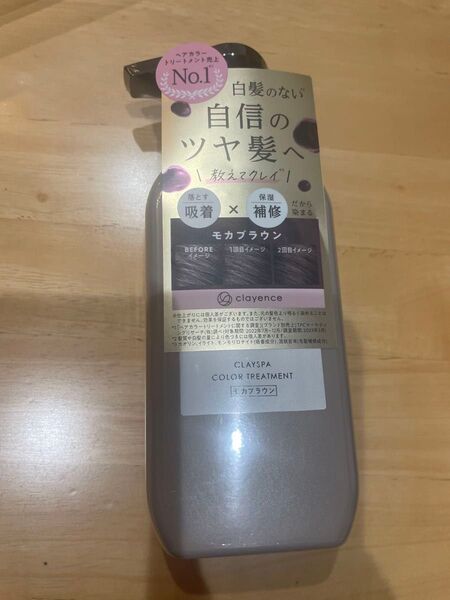 ヘアカラー
トリートメント売上
No.1
白髪のない
自信の
ツヤ髪へ
\ 教えてクレイ /
落とす
吸着
×
保湿
補修
だから
染まる
モカブラウン
BEFORE
イメージ
1回目イメージ
2回目イメージ
clayence
CLAYSPA
COLOR TREATMENT
モカブラウン